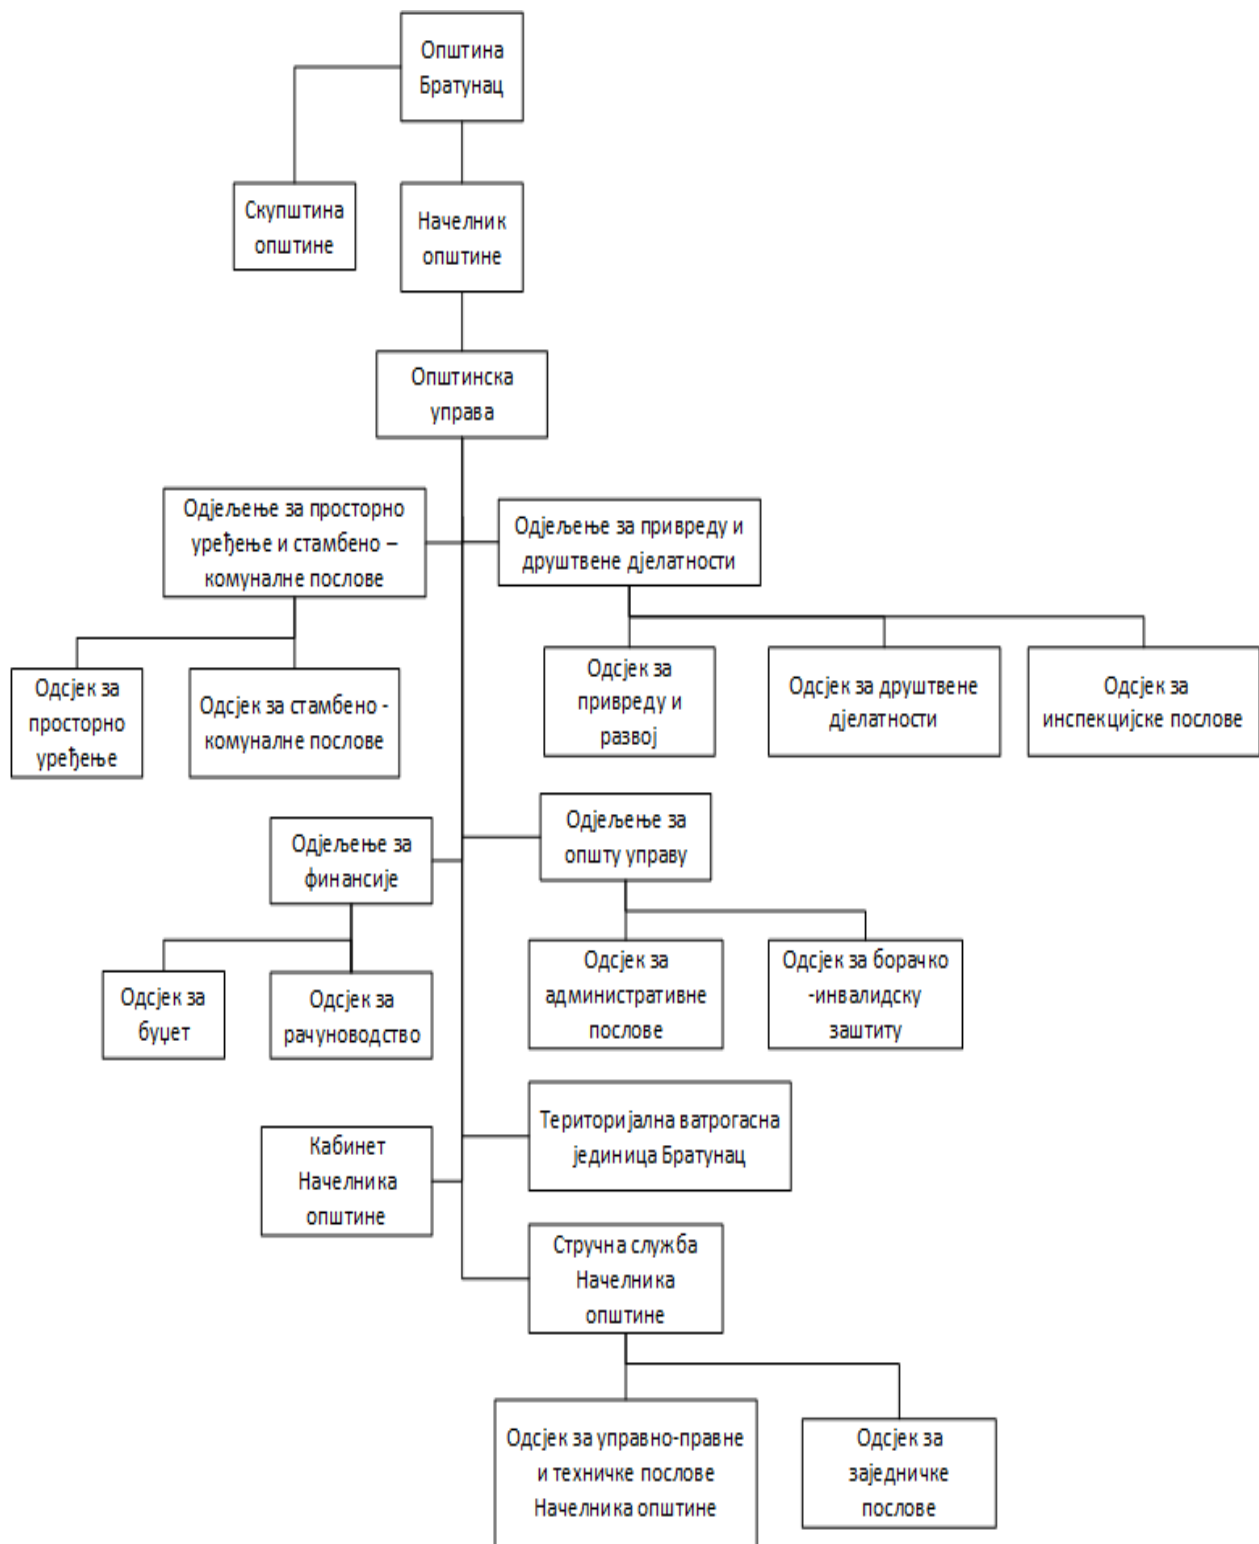 Општина
Братунац
Скупштина
општине
Начелник
општине
Општинска
управа
Одјељење за просторно
уређење и стамбено –
комуналне послове
Одјељење за привреду и
друштвене дјелатности
Одсјек за
просторно
уређење
Одсјек за стамбено -
комуналне послове
Одсјек за
привреду и
развој
Одсјек за друштвене
дјелатности
Одсјек за
инспекцијске послове
Одјељење за
финансије
Одјељење за
општу управу
Одсјек за
буџет
Одсјек за
рачуноводство
Одсјек за
административне
послове
Одсјек за борачко
-инвалидску
заштиту
Кабинет
Начелника
општине
Територијална ватрогасна
јединица Братунац
Стручна служба
Начелника
општине
Одсјек за управно-правне
и техничке послове
Начелника општине
Одсјек за
заједничке
послове